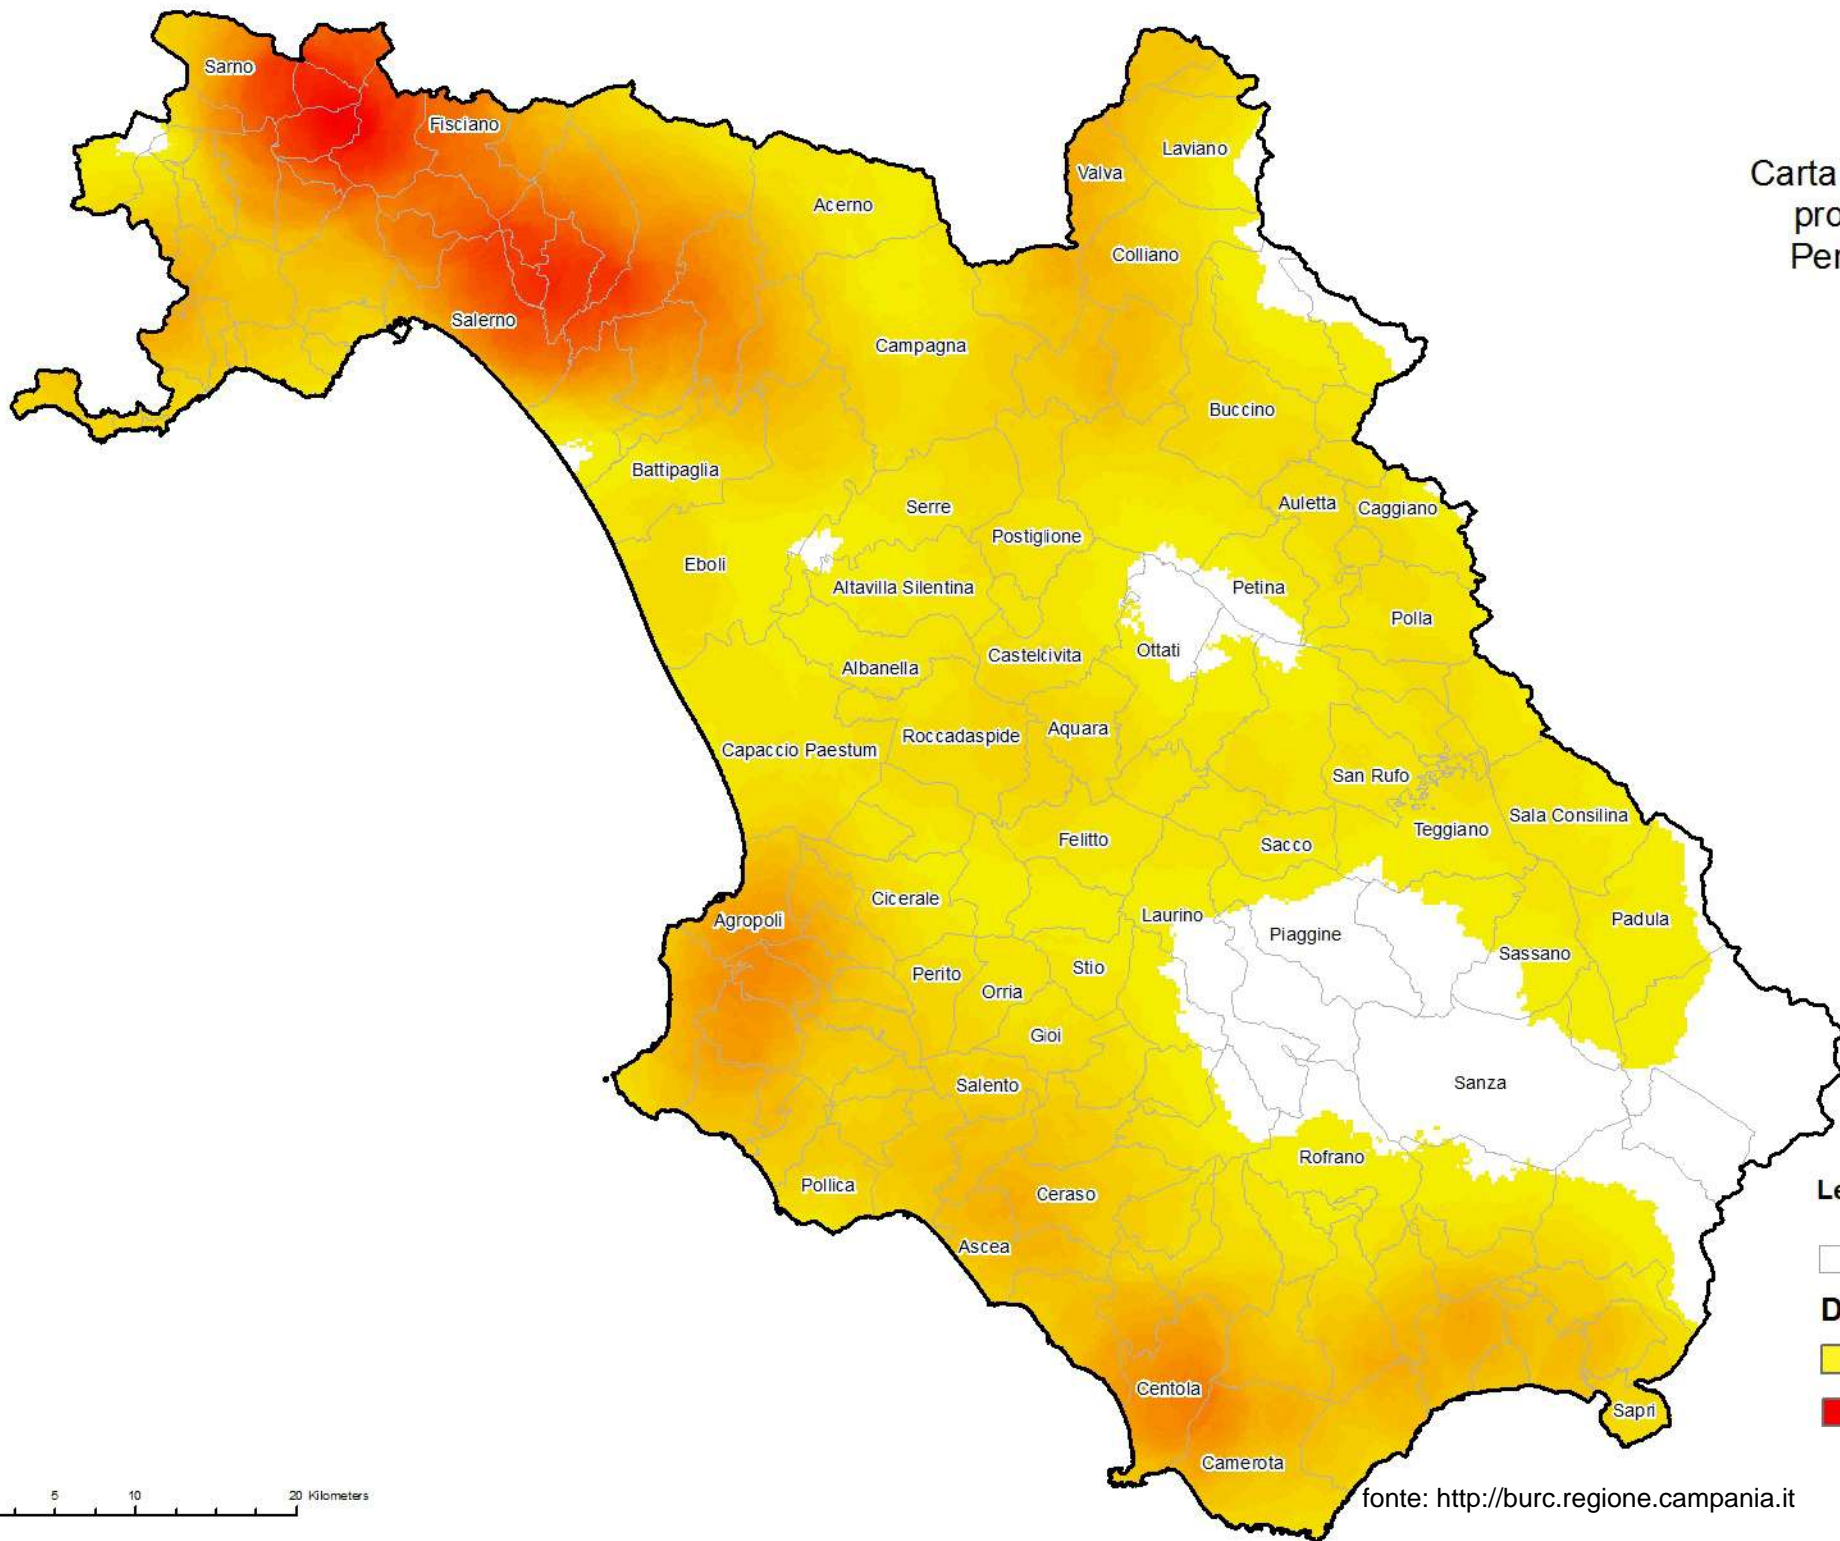 Sarno
Fisciano
Laviano
Valva
Carta
pro
Per
Acerno
Colliano
Salerno
Campagna
Buccino
Battipaglia
Serre
Auletta
Caggiano
Postiglione
Eboli
Altavilla Silentina
Petina
Polla
Albanella
Castelcivita
Ottati
Capaccio Paestum
Roccadaspide
Aquara
San Rufo
Sala Consilina
Teggiano
Felitto
Sacco
Cicerale
Agropoli
Laurino
Piaggine
Padula
Sassano
Perito
Stio
Orria
Gioi
Salento
Sanza
Rofrano
Pollica
Ceraso
Le
Ascea
D
Centola
Sapri
Camerota
5 10 20 Kilometers
fonte: http://burc.regione.campania.it